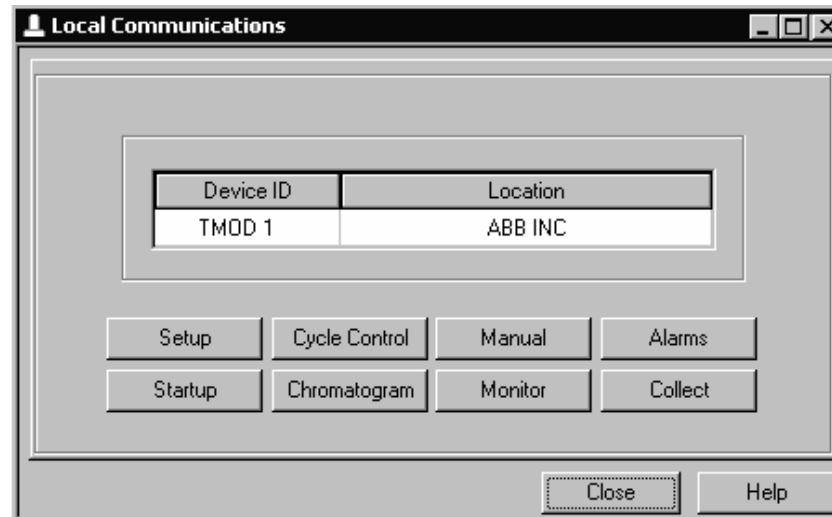 Local Communications
Device ID Location
TMOD 1 ABB INC
Setup Cycle Control Manual Alarms
Startup Chromatogram Monitor Collect
Close Help